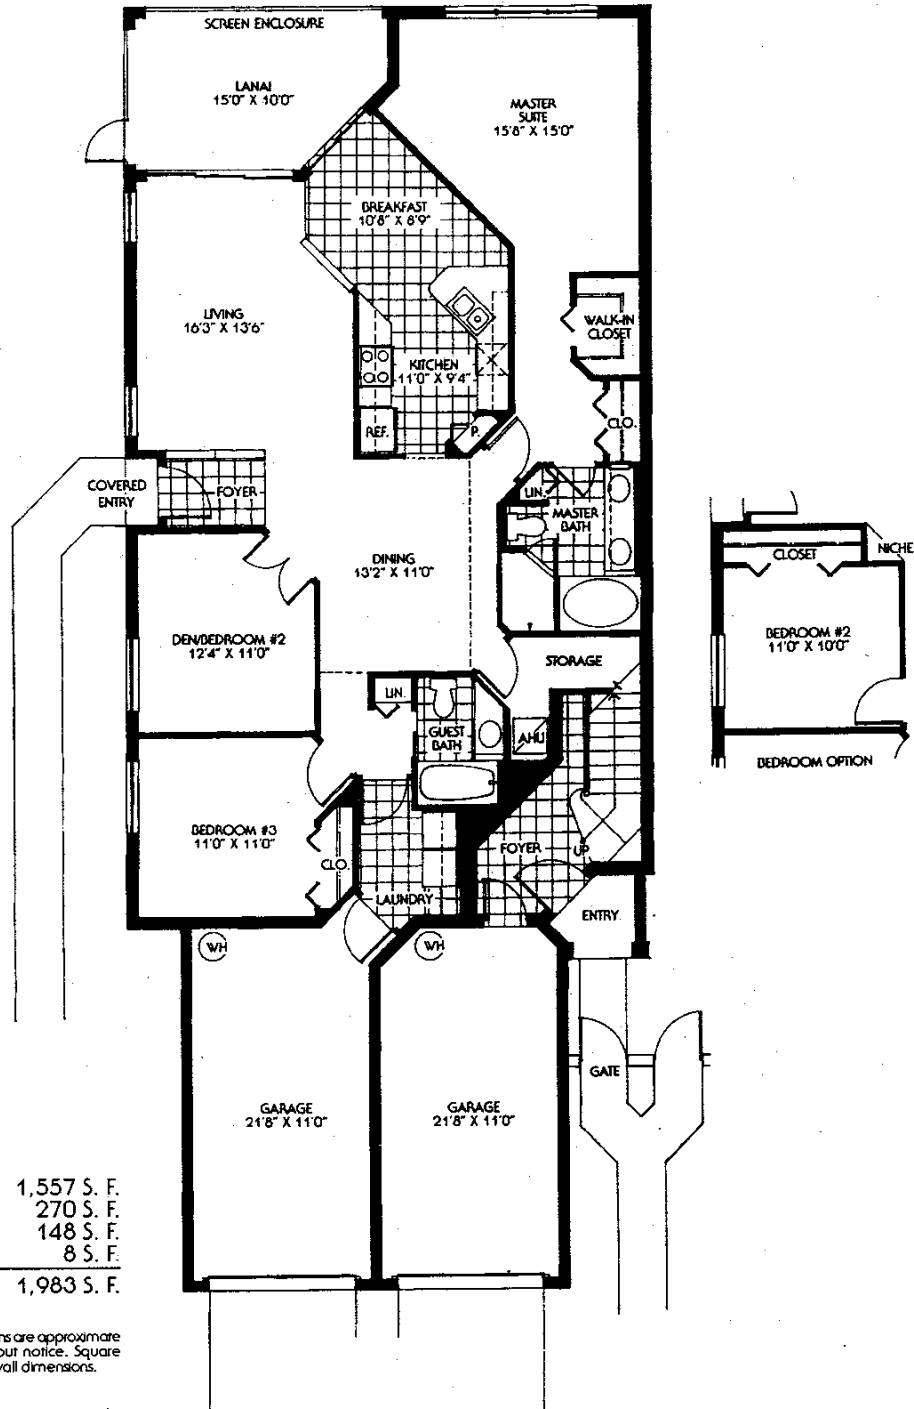 SCREEN ENCLOSURE
LANAI
15'0" X 10'0"
MASTER
SUITE
15'8" X 15'0"
BREAKFAST
10'8" X 8'9"
LIVING
16'3" X 13'6"
WALK-IN
CLOSET
KITCHEN
11'0" X 9'4"
REF.
P.
CLO.
COVERED
ENTRY
FOYER
LIN.
MASTER
BATH
DINING
13'2" X 11'0"
CLOSET
NICHE
DEN/BEDROOM #2
12'4" X 11'0"
STORAGE
BEDROOM #2
11'0" X 10'0"
LIN.
GUEST
BATH
AHU
BEDROOM OPTION
BEDROOM #3
11'0" X 11'0"
CLO.
FOYER
UP
LAUNDRY
ENTRY
WH
WH
GATE
GARAGE
21'8" X 11'0"
GARAGE
21'8" X 11'0"
1,557 S. F.
270 S. F.
148 S. F.
8 S. F.
1,983 S. F.
ns are approximate
out notice. Square
vall dimensions.